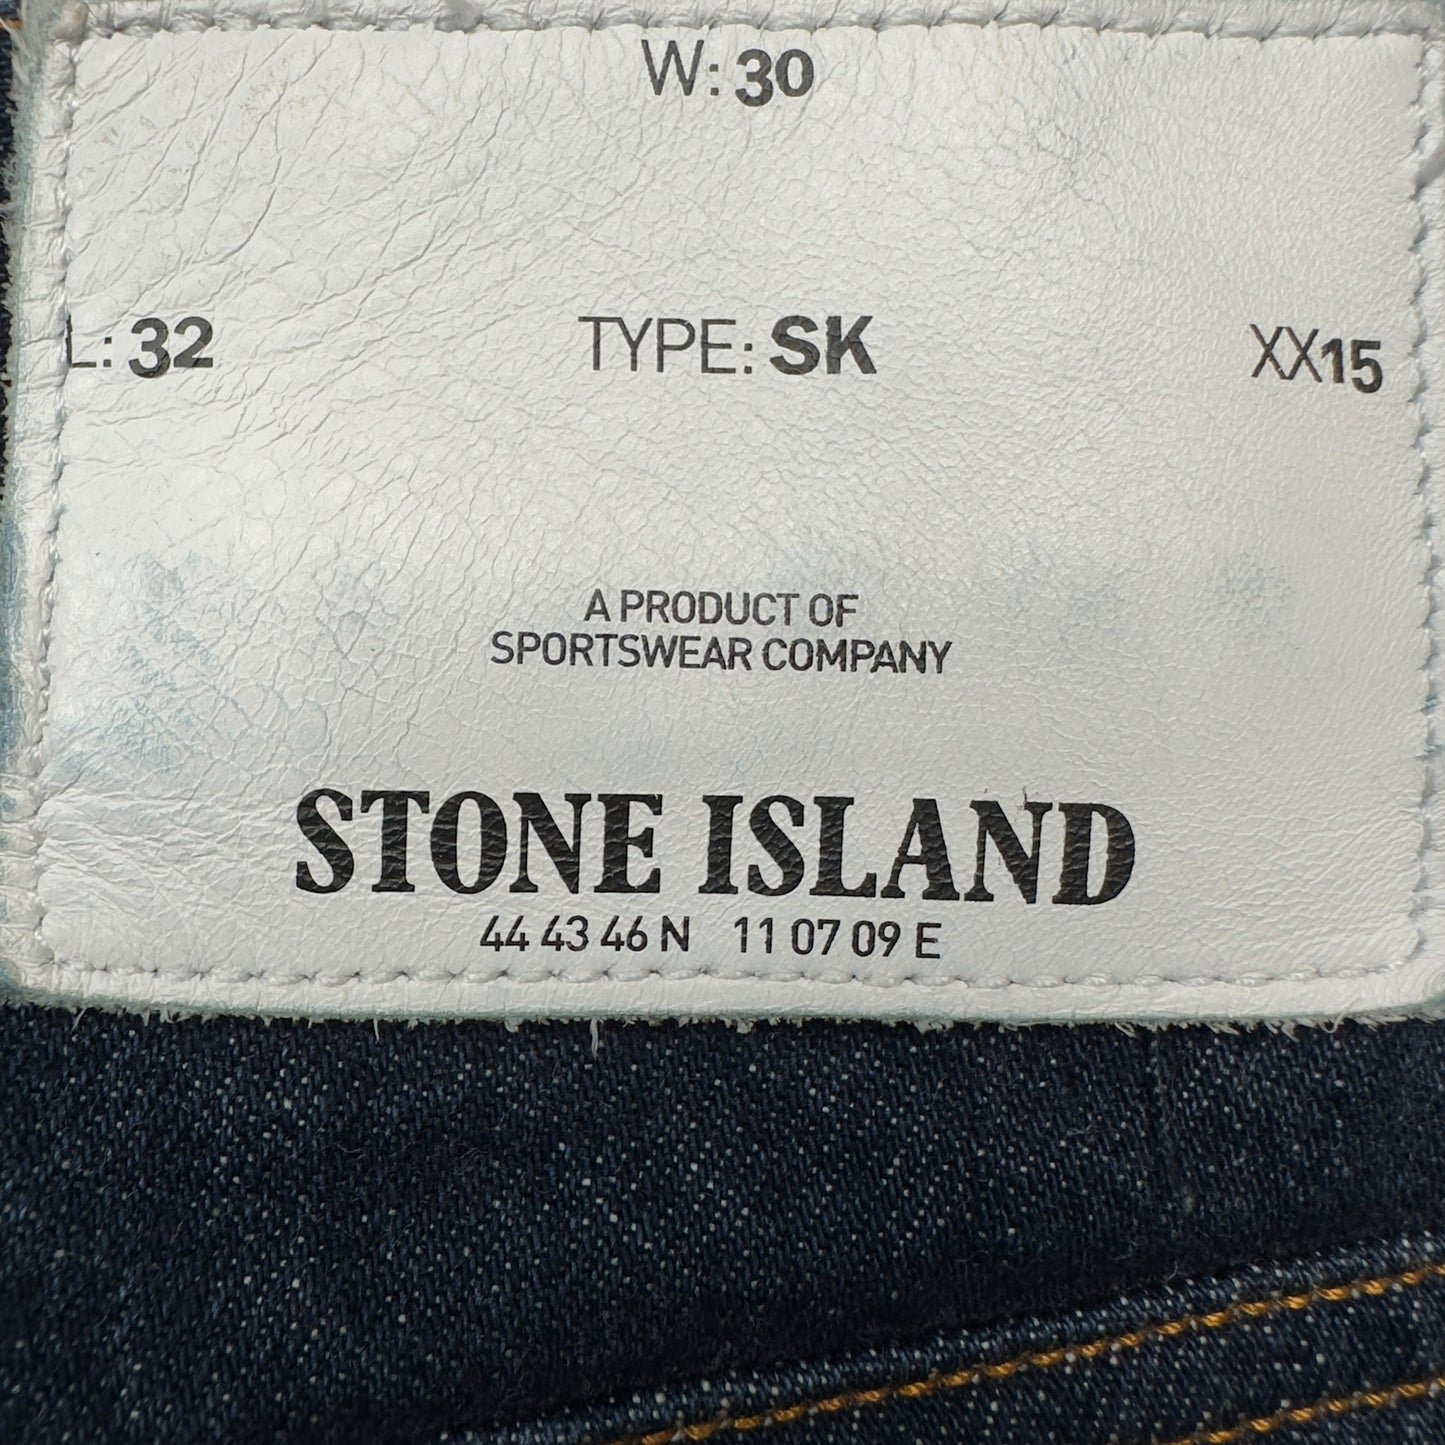 W: 30
L: 32 TYPE: SK XX15
A PRODUCT OF
SPORTSWEAR COMPANY
STONE ISLAND
44 43 46 N 11 07 09 E